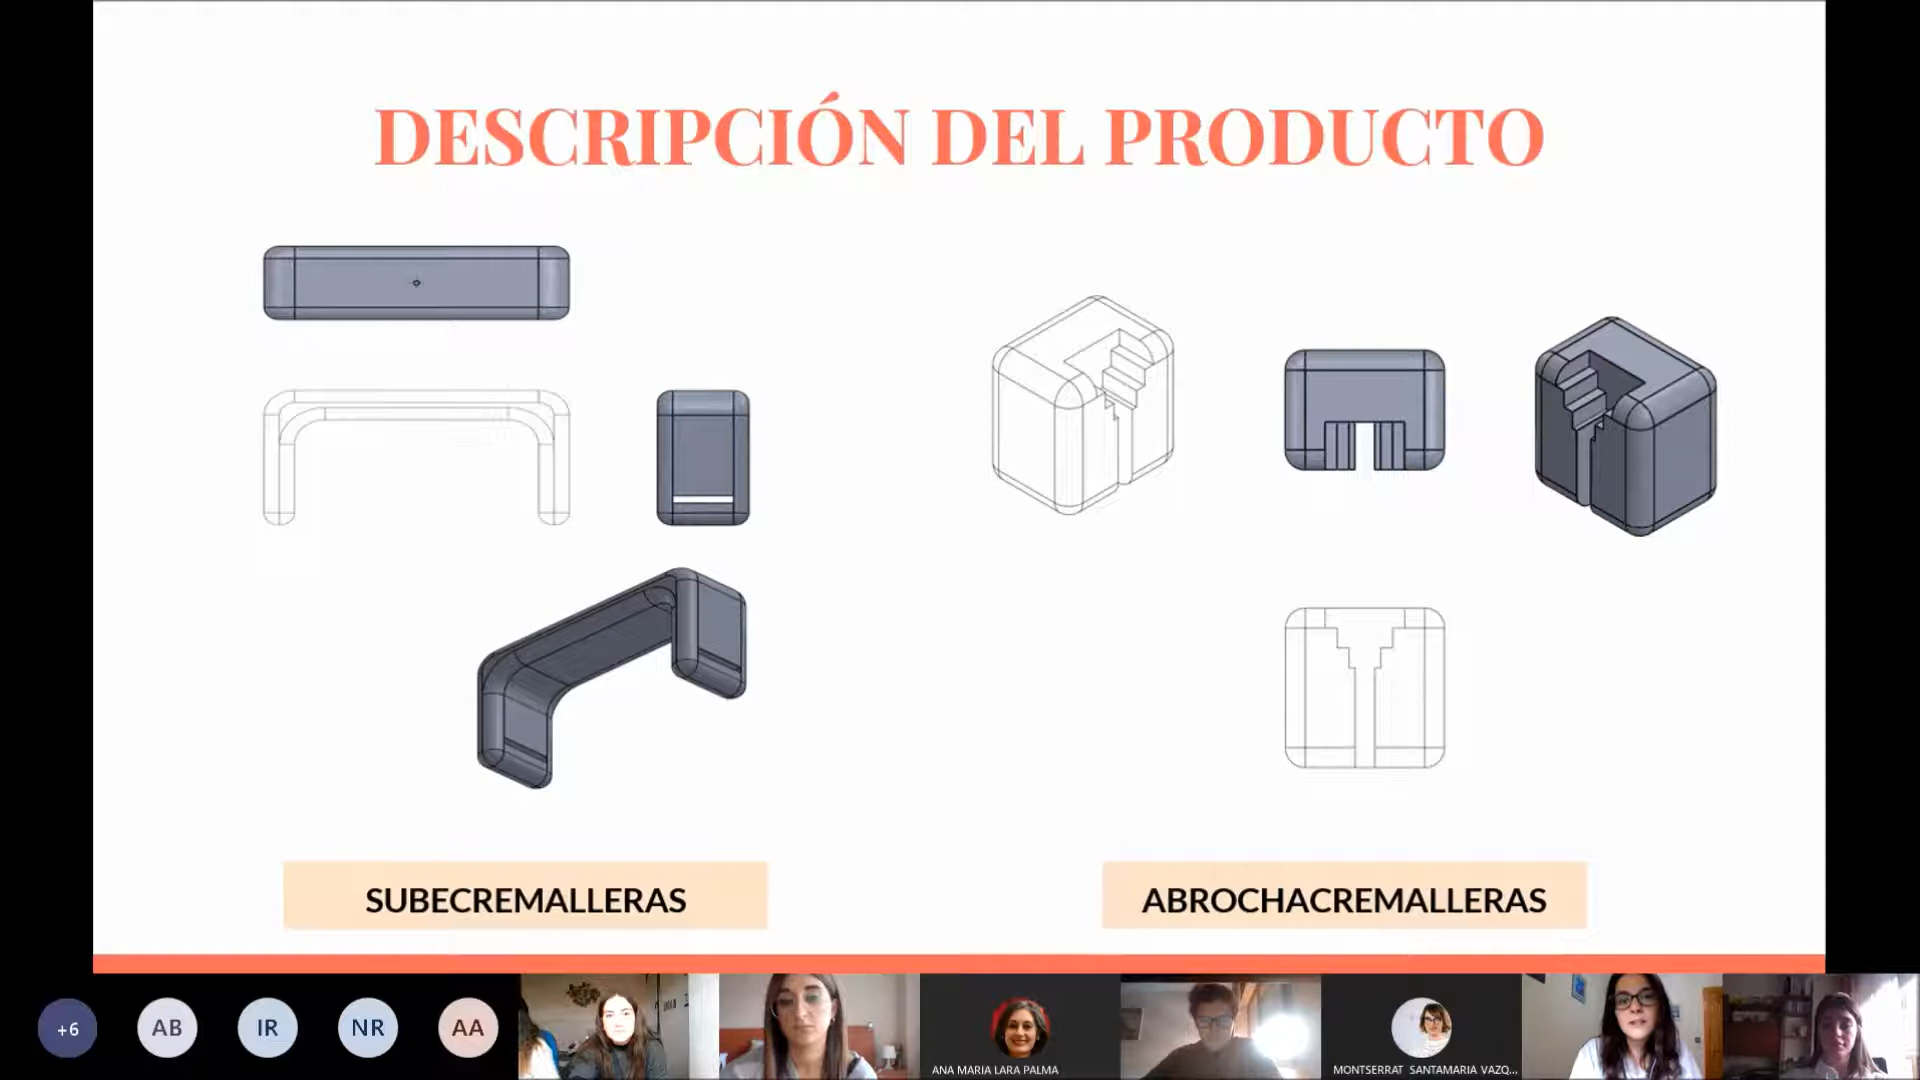 DESCRIPCIÓN DEL PRODUCTO
SUBECREMALLERAS
ABROCHACREMALLERAS
+6
AB
IR
NR
AA
ANA MARIA LARA PALMA
MONTSERRAT SANTAMARIA VAZQ...